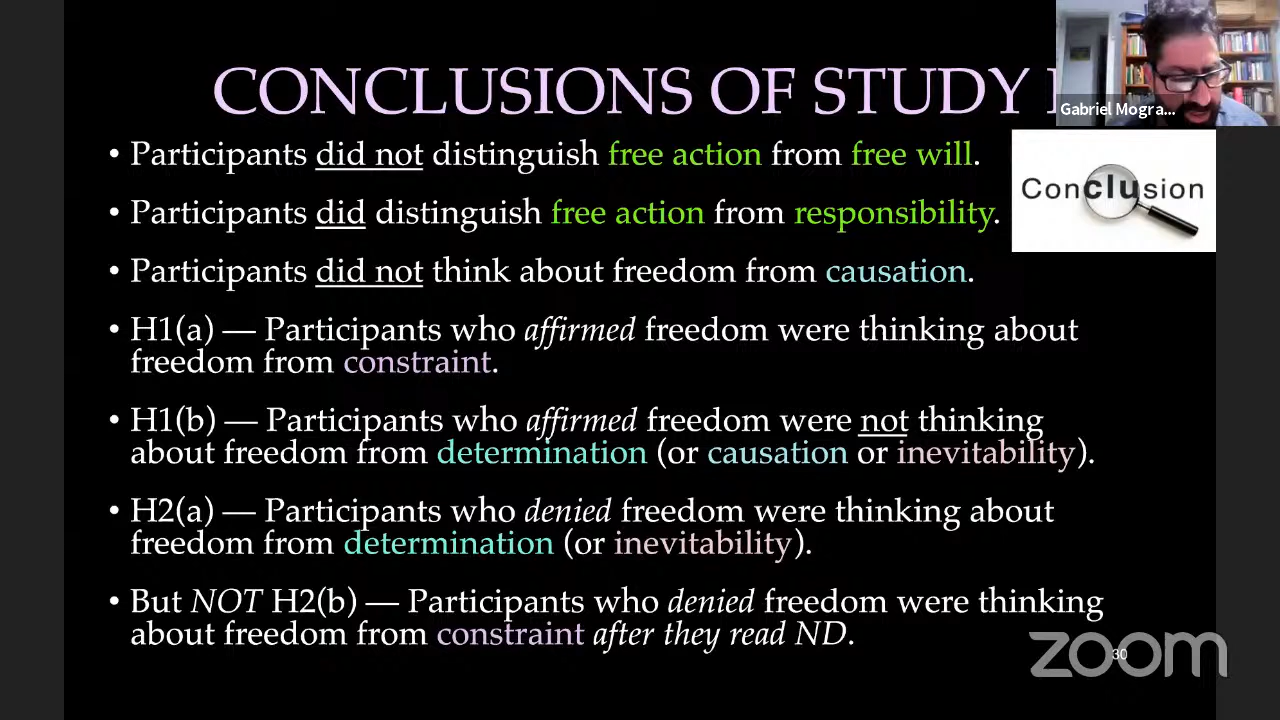 CONCLUSIONS OF STUDY
Gabriel Mogra...
• Participants did not distinguish free action from free will.
Conclusion
• Participants did distinguish free action from responsibility.
• Participants did not think about freedom from causation.
• H1(a) — Participants who affirmed freedom were thinking about
freedom from constraint.
• H1(b) — Participants who affirmed freedom were not thinking
about freedom from determination (or causation or inevitability).
• H2(a) — Participants who denied freedom were thinking about
freedom from determination (or inevitability).
• But NOT H2(b) — Participants who denied freedom were thinking
about freedom from constraint after they read ND.
zoom
30